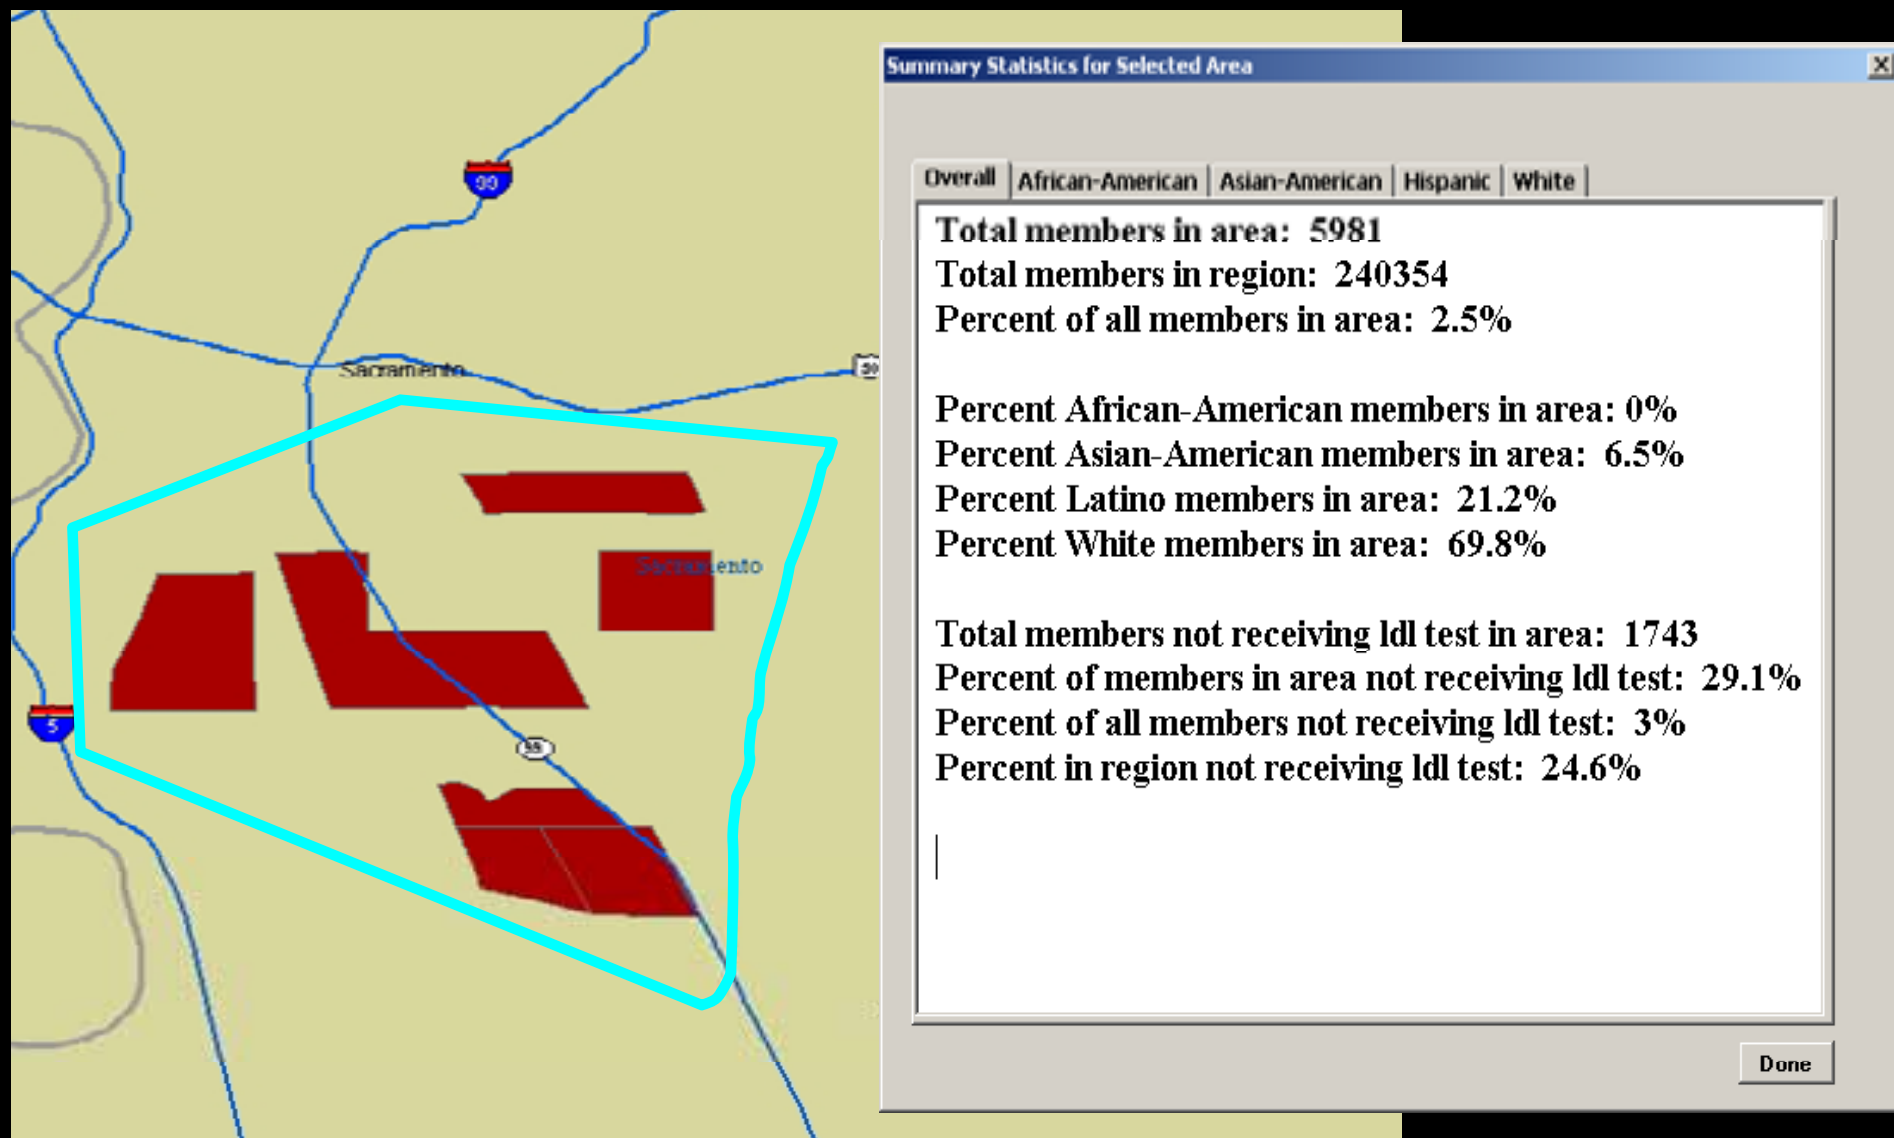 99
Sacramento
50
Sacramento
5
99
Summary Statistics for Selected Area
Overall African-American Asian-American Hispanic White
Total members in area: 5981
Total members in region: 240354
Percent of all members in area: 2.5%
Percent African-American members in area: 0%
Percent Asian-American members in area: 6.5%
Percent Latino members in area: 21.2%
Percent White members in area: 69.8%
Total members not receiving ldl test in area: 1743
Percent of members in area not receiving ldl test: 29.1%
Percent of all members not receiving ldl test: 3%
Percent in region not receiving ldl test: 24.6%
Done